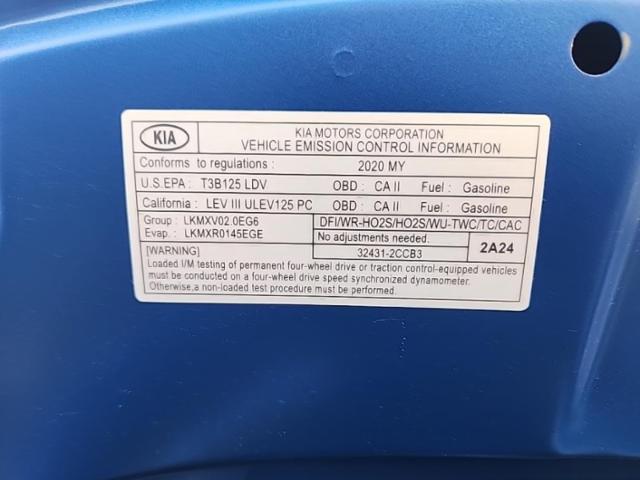 KIA
KIA MOTORS CORPORATION
VEHICLE EMISSION CONTROL INFORMATION
Conforms to regulations : 2020 MY
U.S.EPA : T3B125 LDV OBD : CA II Fuel : Gasoline
California : LEV III ULEV125 PC OBD : CA II Fuel : Gasoline
Group : LKMXV02.0EG6 DFI/WR-HO2S/HO2S/WU-TWC/TC/CAC
Evap. : LKMXR0145EGE No adjustments needed. 2A24
[WARNING] 32431-2CCB3
Loaded I/M testing of permanent four-wheel drive or traction control-equipped vehicles
must be conducted on a four-wheel drive speed synchronized dynamometer.
Otherwise,a non-loaded test procedure must be performed.